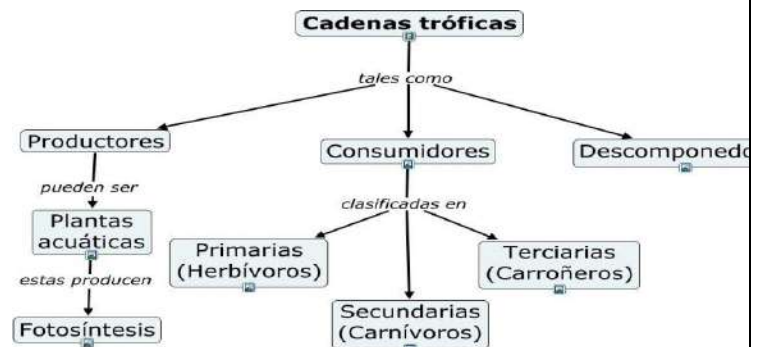 Cadenas tróficas
tales como
Productores
Consumidores
Descomponedo
pueden ser
clasificadas en
Plantas
acuáticas
Primarias
(Herbívoros)
Terciarias
(Carroñeros)
estas producen
Secundarias
(Carnívoros)
Fotosíntesis